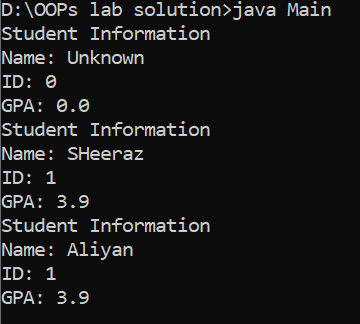 D:\OOPs lab solution>java Main
Student Information
Name: Unknown
ID: 0
GPA: 0.0
Student Information
Name: SHeeraz
ID: 1
GPA: 3.9
Student Information
Name: Aliyan
ID: 1
GPA: 3.9